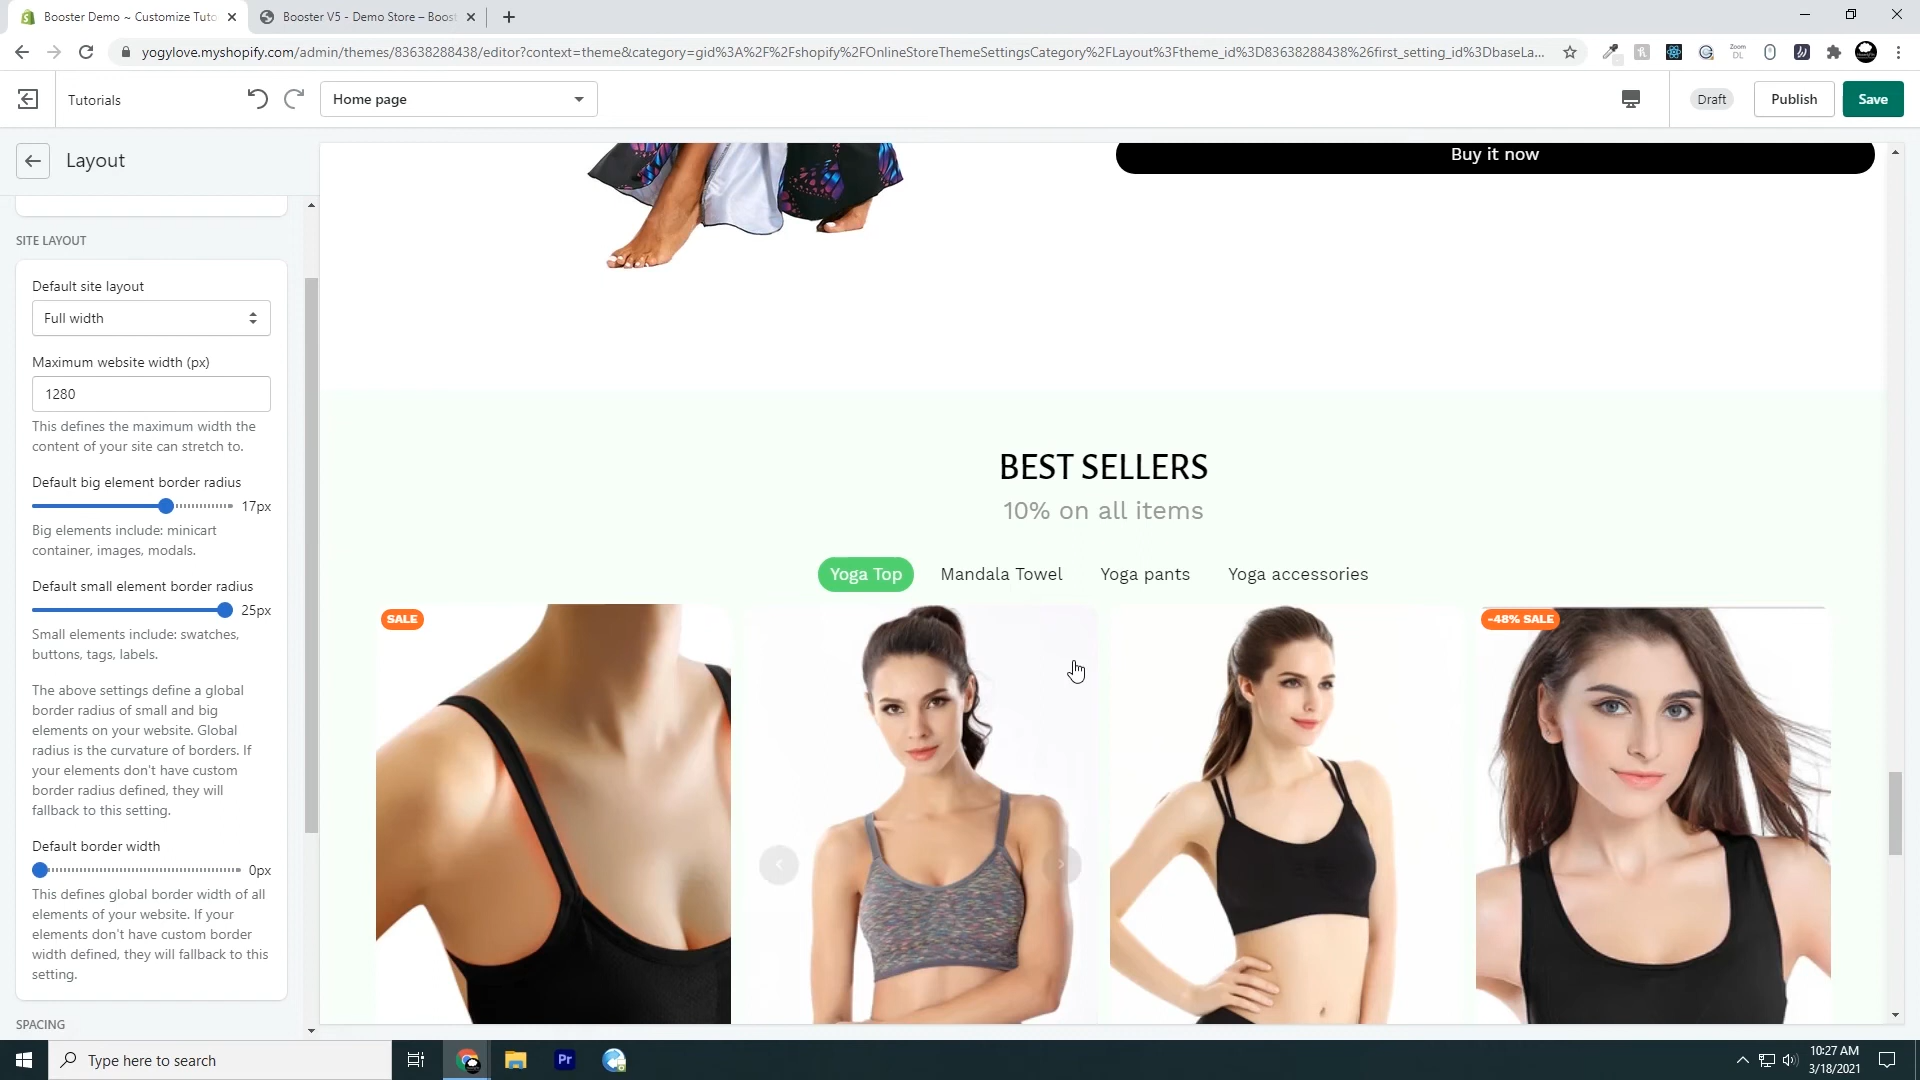 Booster Demo ~ Customize Tuto
Booster V5 - Demo Store – Boost
yogylove.myshopify.com/admin/themes/83638288438/editor?context=theme&category=gid%3A%2F%2Fshopify%2FOnlineStoreThemeSettingsCategory%2FLayout%3Ftheme_id%3D83638288438%26first_setting_id%3DbaseLa...
Zoom
DL
Tutorials
Home page
Draft
Publish
Save
Layout
Buy it now
SITE LAYOUT
Default site layout
Full width
Maximum website width (px)
1280
This defines the maximum width the
content of your site can stretch to.
Default big element border radius
17px
Big elements include: minicart
container, images, modals.
Default small element border radius
25px
Small elements include: swatches,
buttons, tags, labels.
The above settings define a global
border radius of small and big
elements on your website. Global
radius is the curvature of borders. If
your elements don't have custom
border radius defined, they will
fallback to this setting.
Default border width
0px
This defines global border width of all
elements of your website. If your
elements don't have custom border
width defined, they will fallback to this
setting.
SPACING
BEST SELLERS
10% on all items
Yoga Top
Mandala Towel
Yoga pants
Yoga accessories
SALE
-48% SALE
Type here to search
Pr
10:27 AM
3/18/2021